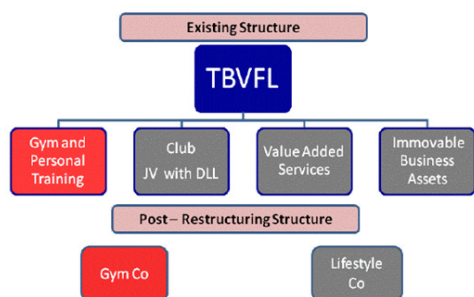 Existing Structure
TBVFL
Gym and
Personal
Training
Club
JV with DLL
Value Added
Services
Immovable
Business
Assets
Post – Restructuring Structure
Gym Co
Lifestyle
Co